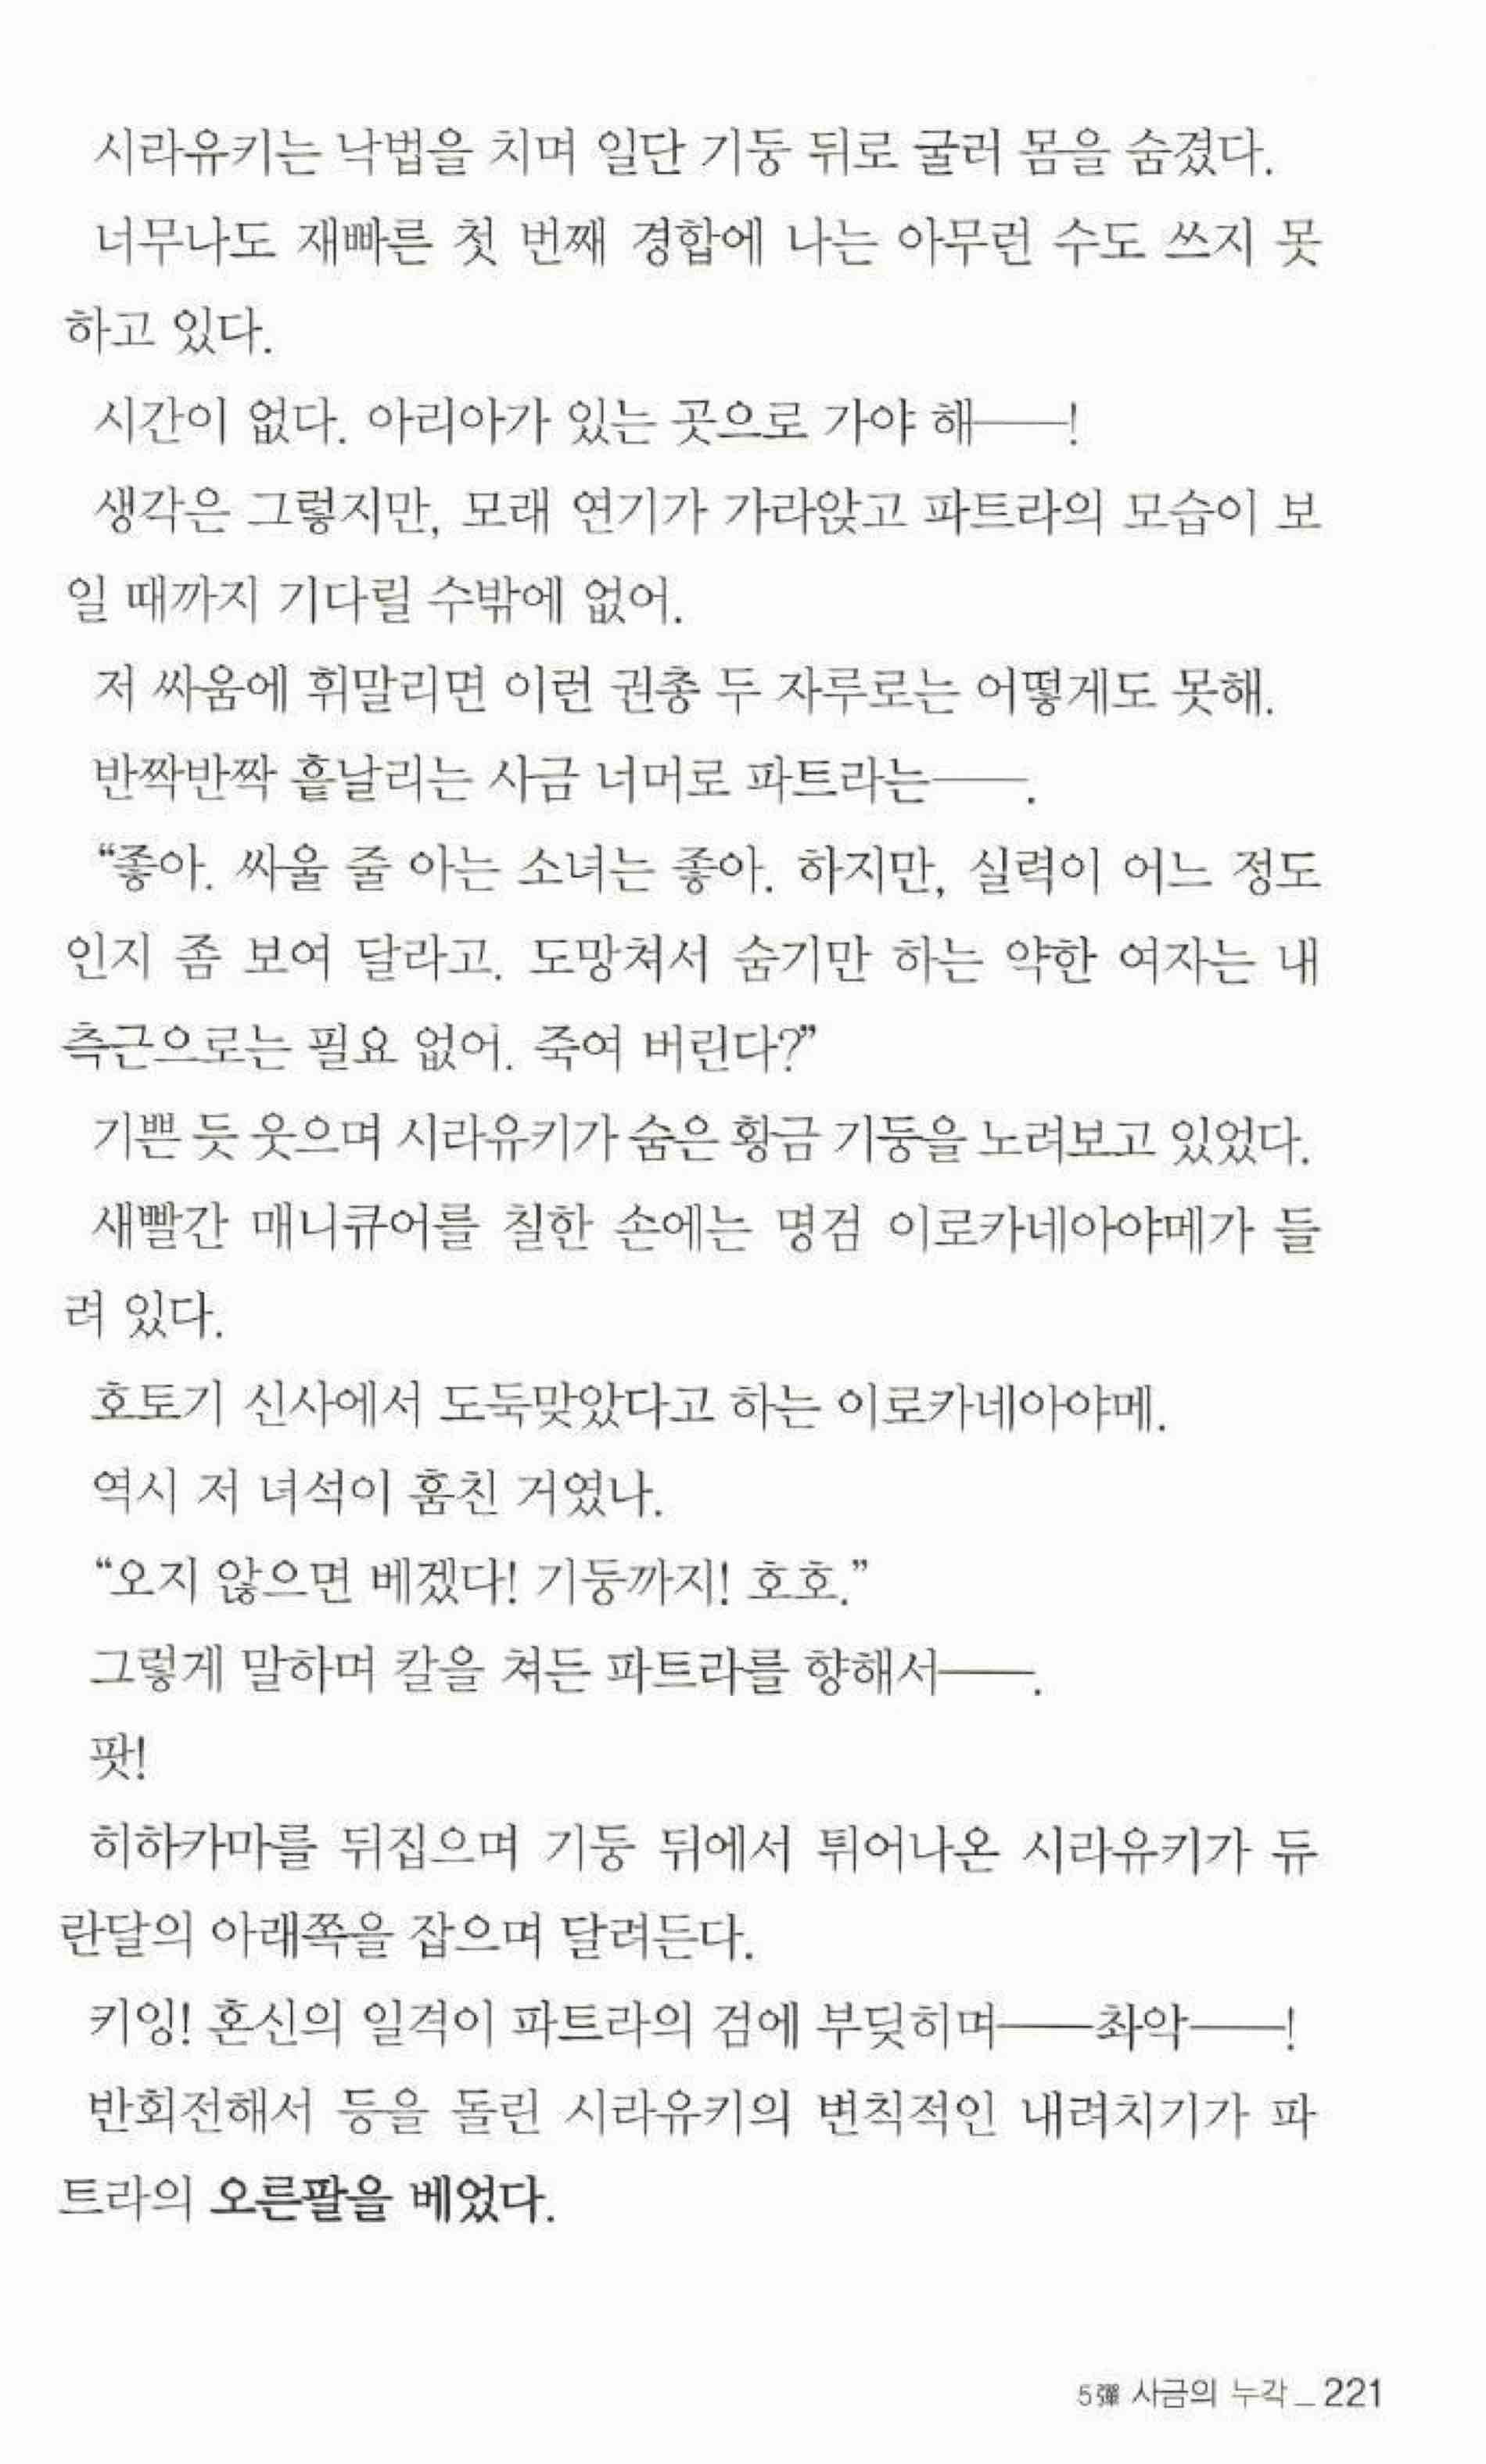 시라유키는 낙법을 치며 일단 기둥 뒤로 굴러 몸을 숨겼다.
너무나도 재빠른 첫 번째 경합에 나는 아무런 수도 쓰지 못
하고 있다.
시간이 없다. 아리아가 있는 곳으로 가야 해──!
생각은 그렇지만, 모래 연기가 가라앉고 파트라의 모습이 보
일 때까지 기다릴 수밖에 없어.
저 싸움에 휘말리면 이런 권총 두 자루로는 어떻게도 못해.
반짝반짝 흩날리는 사금 너머로 파트라는──.
“좋아. 싸울 줄 아는 소녀는 좋아. 하지만, 실력이 어느 정도
인지 좀 보여 달라고. 도망쳐서 숨기만 하는 약한 여자는 내
측근으로는 필요 없어. 죽여 버린다?”
기쁜 듯 웃으며 시라유키가 숨은 황금 기둥을 노려보고 있었다.
새빨간 매니큐어를 칠한 손에는 명검 이로카네아야메가 들
려 있다.
호토기 신사에서 도둑맞았다고 하는 이로카네아야메.
역시 저 녀석이 훔친 거였나.
“오지 않으면 베겠다! 기둥까지! 호호.”
그렇게 말하며 칼을 쳐든 파트라를 향해서──.
팟!
히하카마를 뒤집으며 기둥 뒤에서 튀어나온 시라유키가 듀
란달의 아래쪽을 잡으며 달려든다.
키잉! 혼신의 일격이 파트라의 검에 부딪히며──촤악──!
반회전해서 등을 돌린 시라유키의 변칙적인 내려치기가 파
트라의 오른팔을 베었다.
5彈 사금의 누각_221